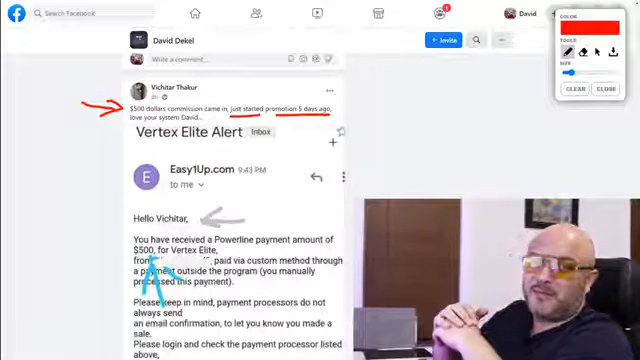 Search Facebook
David
COLOR:
TOOLS:
SIZE:
CLEAR
CLOSE
David Dekel
+ Invite
Write a comment...
Vichitar Thakur
$500 dollars commission came in, just started promotion 5 days ago,
love your system David...
Vertex Elite Alert
Inbox
Easy1Up.com 9:43 PM
E
to me
Hello Vichitar,
You have received a Powerline payment amount of
$500, for Vertex Elite,
from
paid via custom method through
a payment outside the program (you manually
processed this payment).
Please keep in mind, payment processors do not
always send
an email confirmation, to let you know you made a
sale.
Please login and check the payment processor listed
above,